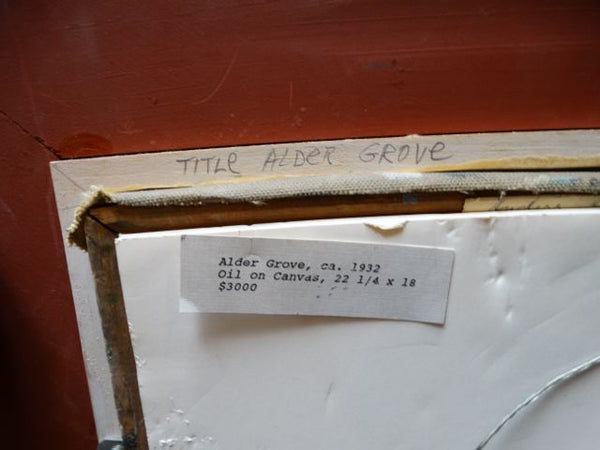 TITLE ALDER GROVE
Alder Grove, ca. 1932
Oil on Canvas, 22 1/4 x 18
$3000